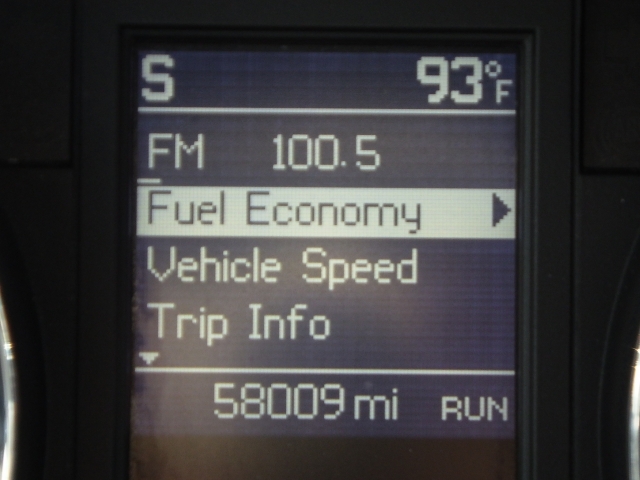 S 93°F
FM 100.5
Fuel Economy
Vehicle Speed
Trip Info
58009 mi RUN